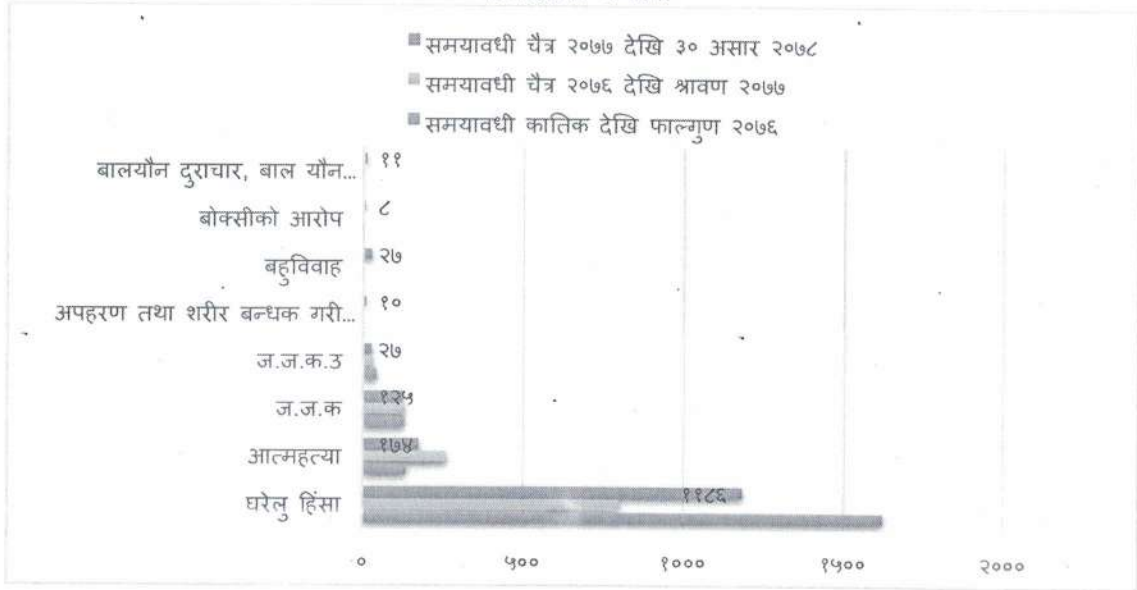 समयावधी चैत्र २०७७ देखि ३० असार २०७८
समयावधी चैत्र २०७६ देखि श्रावण २०७७
समयावधी कातिक देखि फाल्गुण २०७६
बालयौन दुराचार, बाल यौन... ११
बोक्सीको आरोप ८
बहुविवाह २७
अपहरण तथा शरीर बन्धक गरी... १०
ज.ज.क.उ २७
ज.ज.क १२५
आत्महत्या १७४
घरेलु हिंसा ११८६
० ५०० १००० १५०० २०००